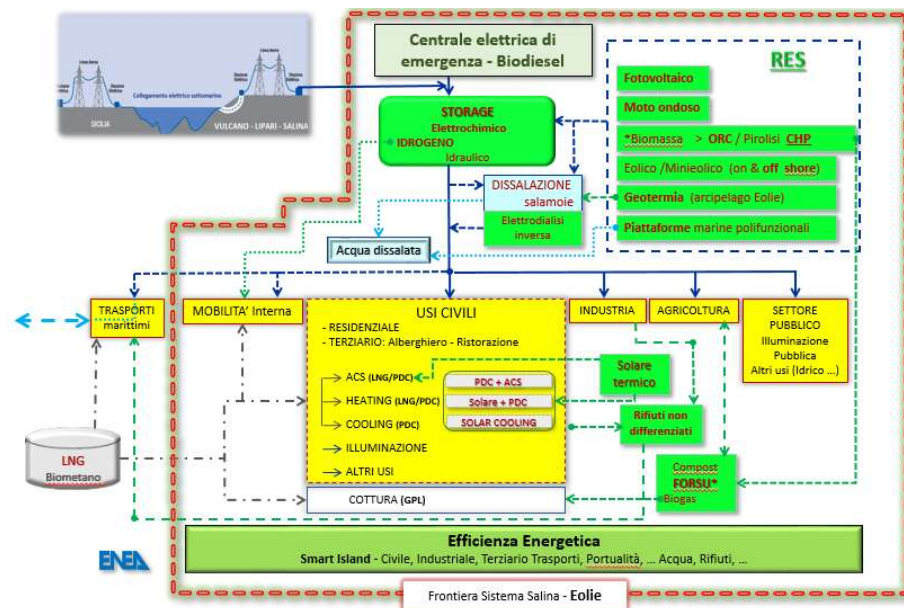 Centrale elettrica di
emergenza - Biodiesel
Collegamento elettrico sottomarino
SICILIA
VULCANO - LIPARI - SALINA
STORAGE
Elettrochimico
IDROGENO
Idraulico
RES
Fotovoltaico
Moto ondoso
*Biomassa > ORC / Pirolisi CHP
Eolico /Minieolico (on & off shore)
Geotermia (arcipelago Eolie)
Piattaforme marine polifunzionali
DISSALAZIONE
salamoie
Elettrodialisi
inversa
Acqua dissalata
TRASPORTI
marittimi
MOBILITA' Interna
USI CIVILI
- RESIDENZIALE
- TERZIARIO: Alberghiero - Ristorazione
ACS (LNG/PDC)
HEATING (LNG/PDC)
COOLING (PDC)
ILLUMINAZIONE
ALTRI USI
PDC + ACS
Solare + PDC
SOLAR COOLING
COTTURA (GPL)
INDUSTRIA
AGRICOLTURA
SETTORE
PUBBLICO
Illuminazione
Pubblica
Altri usi (Idrico ...)
Solare
termico
Rifiuti non
differenziati
Compost
FORSU*
Biogas
LNG
Biometano
ENEA
Efficienza Energetica
Smart Island - Civile, Industriale, Terziario Trasporti, Portualità, ... Acqua, Rifiuti, ...
Frontiera Sistema Salina - Eolie